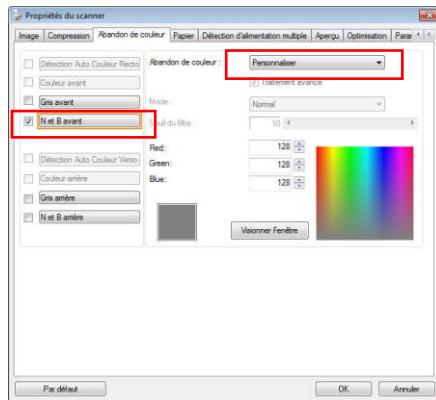 Propriétés du scanner
Image Compression Abandon de couleur Papier Détection d'alimentation multiple Aperçu Optimisation Para
Détection Auto Couleur Recto
Abandon de couleur :
Personnaliser
Couleur avant
Traitement avancé
Gris avant
Mode :
Normal
N et B avant
Seuil du filtre :
10
Red:
128
Détection Auto Couleur Verso
Green:
128
Couleur arrière
Blue:
128
Gris arrière
N et B arrière
Visionner Fenêtre
Par défaut
OK
Annuler